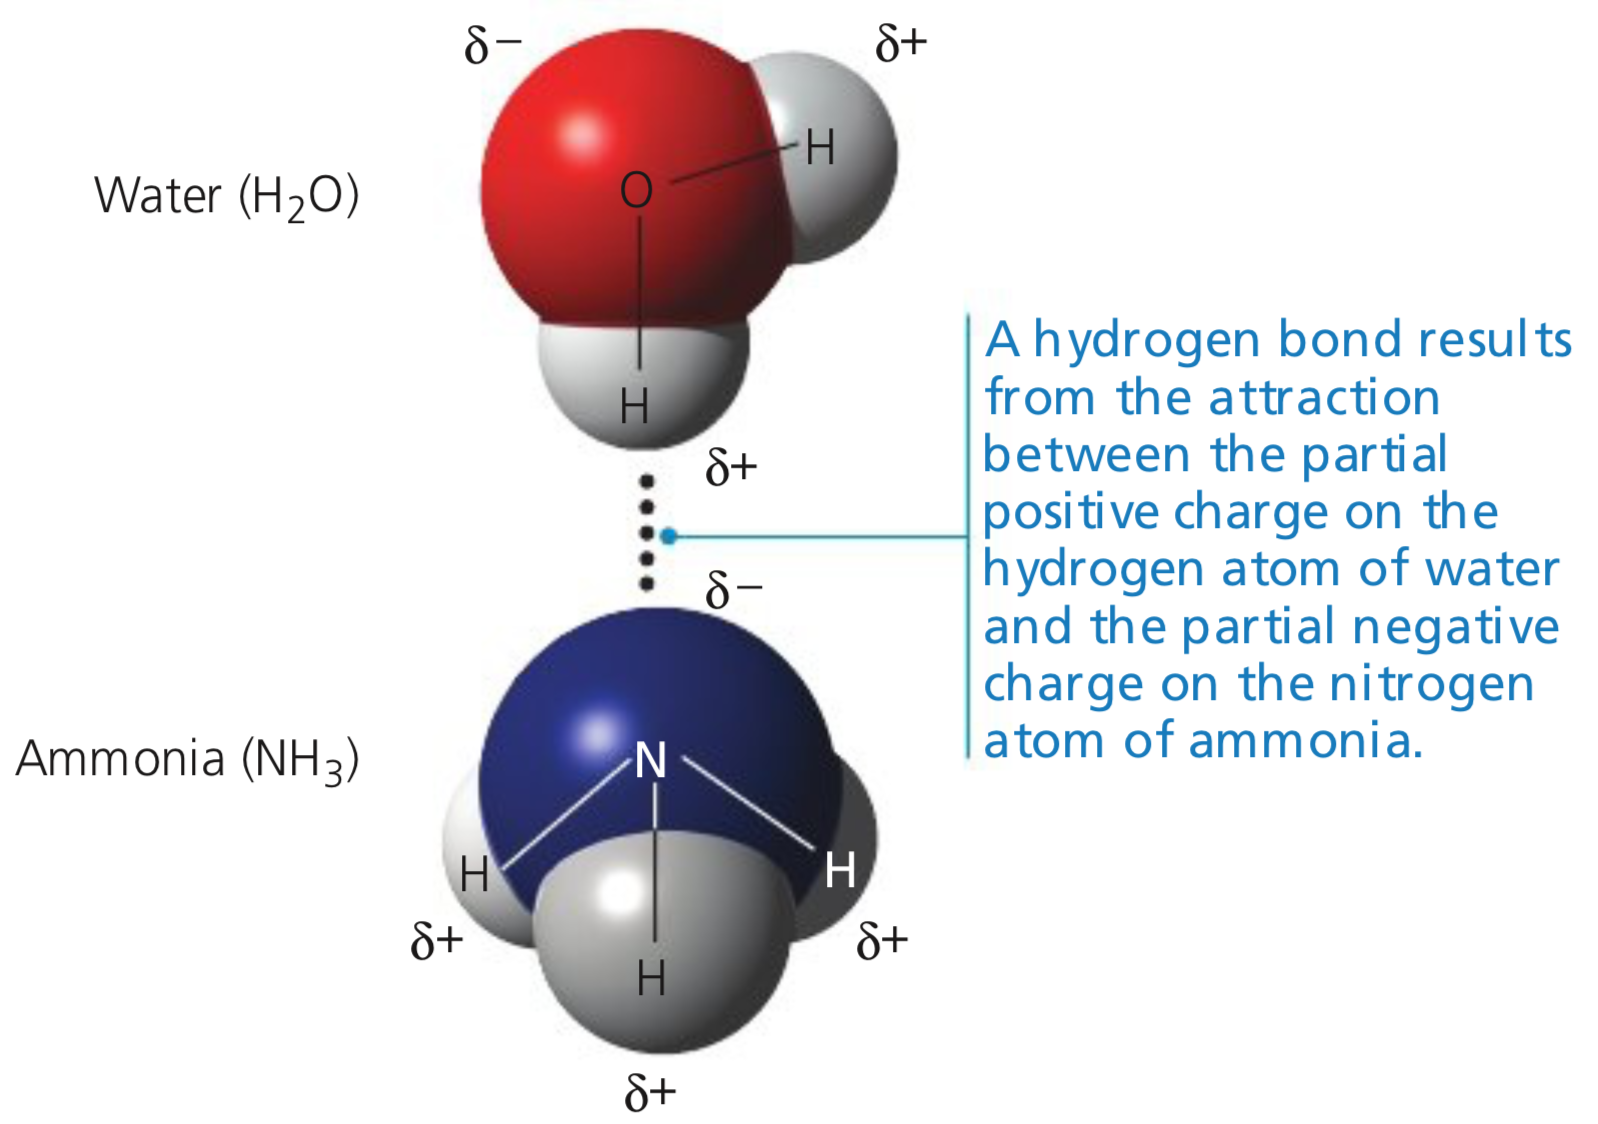 δ−
δ+
H
O
Water (H₂O)
H
δ+
δ−
A hydrogen bond results
from the attraction
between the partial
positive charge on the
hydrogen atom of water
and the partial negative
charge on the nitrogen
atom of ammonia.
Ammonia (NH₃)
N
H
H
δ+
δ+
H
δ+